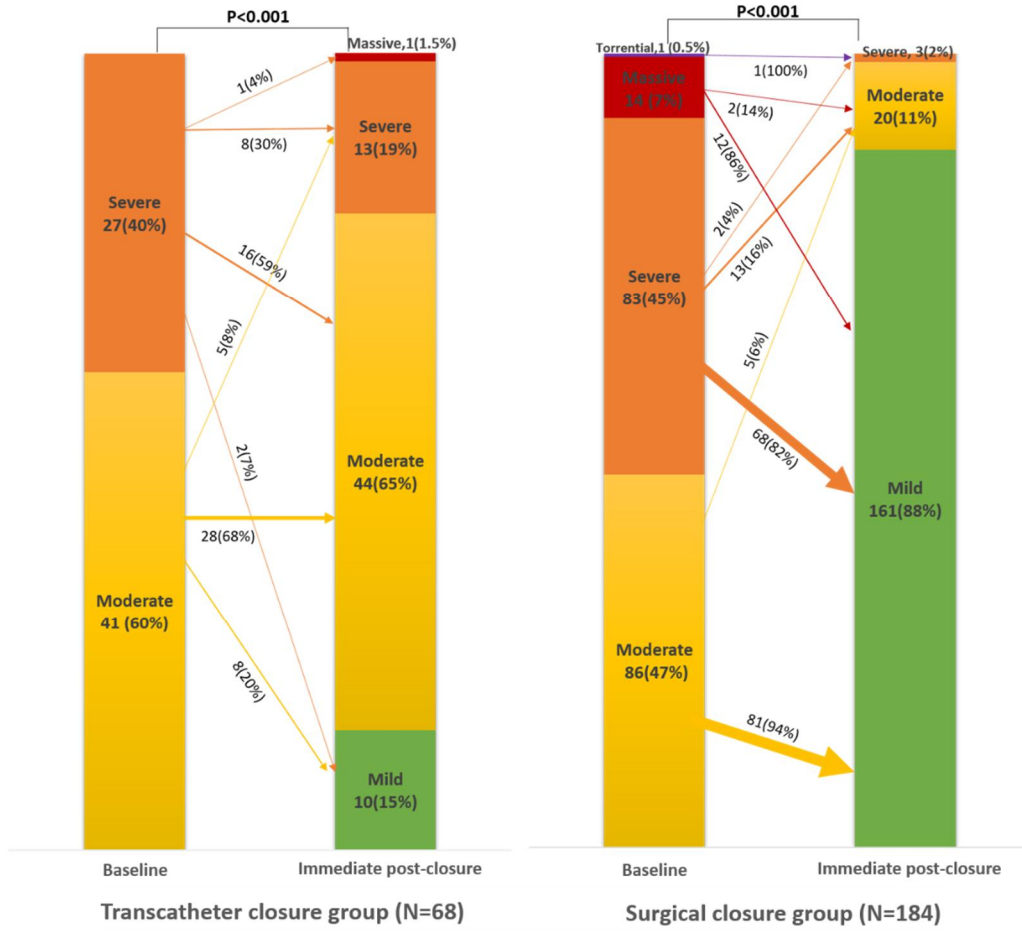 P<0.001
Massive,1(1.5%)
1(4%)
8(30%)
Severe
13(19%)
Severe
27(40%)
16(59%)
5(8%)
2(7%)
Moderate
44(65%)
28(68%)
Moderate
41 (60%)
8(20%)
Mild
10(15%)
Baseline
Immediate post-closure
Transcatheter closure group (N=68)
P<0.001
Torrential,1 (0.5%)
Severe, 3(2%)
1(100%)
Massive
14 (7%)
Moderate
20(11%)
2(14%)
12(86%)
2(4%)
13(16%)
Severe
83(45%)
5(6%)
68(82%)
Mild
161(88%)
Moderate
86(47%)
81(94%)
Baseline
Immediate post-closure
Surgical closure group (N=184)